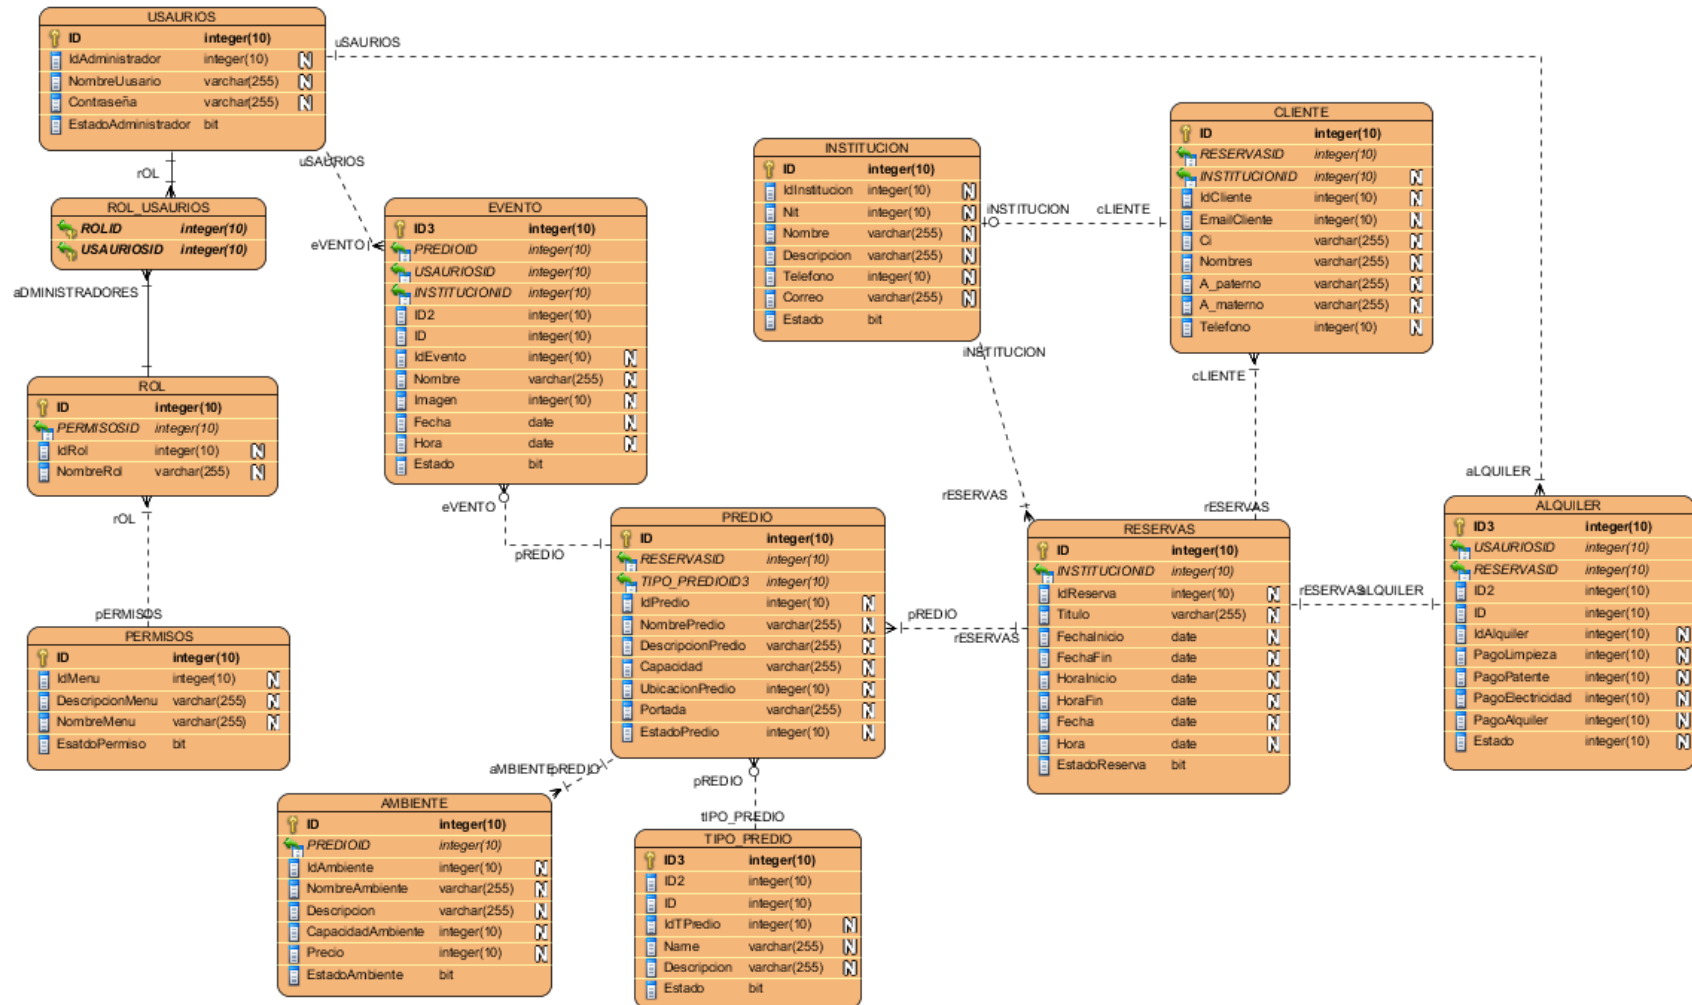 USAURIOS
ID integer(10)
IdAdministrador integer(10) N
NombreUusario varchar(255) N
Contraseña varchar(255) N
EstadoAdministrador bit
uSAURIOS
uSAURIOS
rOL
ROL_USAURIOS
ROLID integer(10)
USAURIOSID integer(10)
aDMINISTRADORES
ROL
ID integer(10)
PERMISOSID integer(10)
IdRol integer(10) N
NombreRol varchar(255) N
rOL
pERMISOS
PERMISOS
ID integer(10)
IdMenu integer(10) N
DescripcionMenu varchar(255) N
NombreMenu varchar(255) N
EsatdoPermiso bit
eVENTO
EVENTO
ID3 integer(10)
PREDIOID integer(10)
USAURIOSID integer(10)
INSTITUCIONID integer(10)
ID2 integer(10)
ID integer(10)
IdEvento integer(10) N
Nombre varchar(255) N
Imagen integer(10) N
Fecha date N
Hora date N
Estado bit
eVENTO
pREDIO
INSTITUCION
ID integer(10)
IdInstitucion integer(10) N
Nit integer(10) N
Nombre varchar(255) N
Descripcion varchar(255) N
Telefono integer(10) N
Correo varchar(255) N
Estado bit
iNSTITUCION
cLIENTE
iNSTITUCION
rESERVAS
CLIENTE
ID integer(10)
RESERVASID integer(10)
INSTITUCIONID integer(10) N
IdCliente integer(10) N
EmailCliente integer(10) N
Ci varchar(255) N
Nombres varchar(255) N
A_paterno varchar(255) N
A_materno varchar(255) N
Telefono integer(10) N
cLIENTE
rESERVAS
PREDIO
ID integer(10)
RESERVASID integer(10)
TIPO_PREDIOID3 integer(10)
IdPredio integer(10) N
NombrePredio varchar(255) N
DescripcionPredio varchar(255) N
Capacidad varchar(255) N
UbicacionPredio integer(10) N
Portada varchar(255) N
EstadoPredio integer(10) N
pREDIO
rESERVAS
RESERVAS
ID integer(10)
INSTITUCIONID integer(10)
IdReserva integer(10) N
Titulo varchar(255) N
FechaInicio date N
FechaFin date N
HoraInicio date N
HoraFin date N
Fecha date N
Hora date N
EstadoReserva bit
rESERVAS
aLQUILER
aLQUILER
ALQUILER
ID3 integer(10)
USAURIOSID integer(10)
RESERVASID integer(10)
ID2 integer(10)
ID integer(10)
IdAlquiler integer(10) N
PagoLimpieza integer(10) N
PagoPatente integer(10) N
PagoElectricidad integer(10) N
PagoAlquiler integer(10) N
Estado integer(10) N
aMBIENTE
pREDIO
AMBIENTE
ID integer(10)
PREDIOID integer(10)
IdAmbiente integer(10) N
NombreAmbiente varchar(255) N
Descripcion varchar(255) N
CapacidadAmbiente integer(10) N
Precio integer(10) N
EstadoAmbiente bit
pREDIO
tIPO_PREDIO
TIPO_PREDIO
ID3 integer(10)
ID2 integer(10)
ID integer(10)
IdTPredio integer(10) N
Name varchar(255) N
Descripcion varchar(255) N
Estado bit